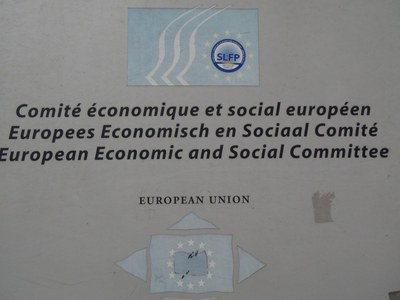 SLFP
Comité économique et social européen
Europees Economisch en Sociaal Comité
European Economic and Social Committee
EUROPEAN UNION